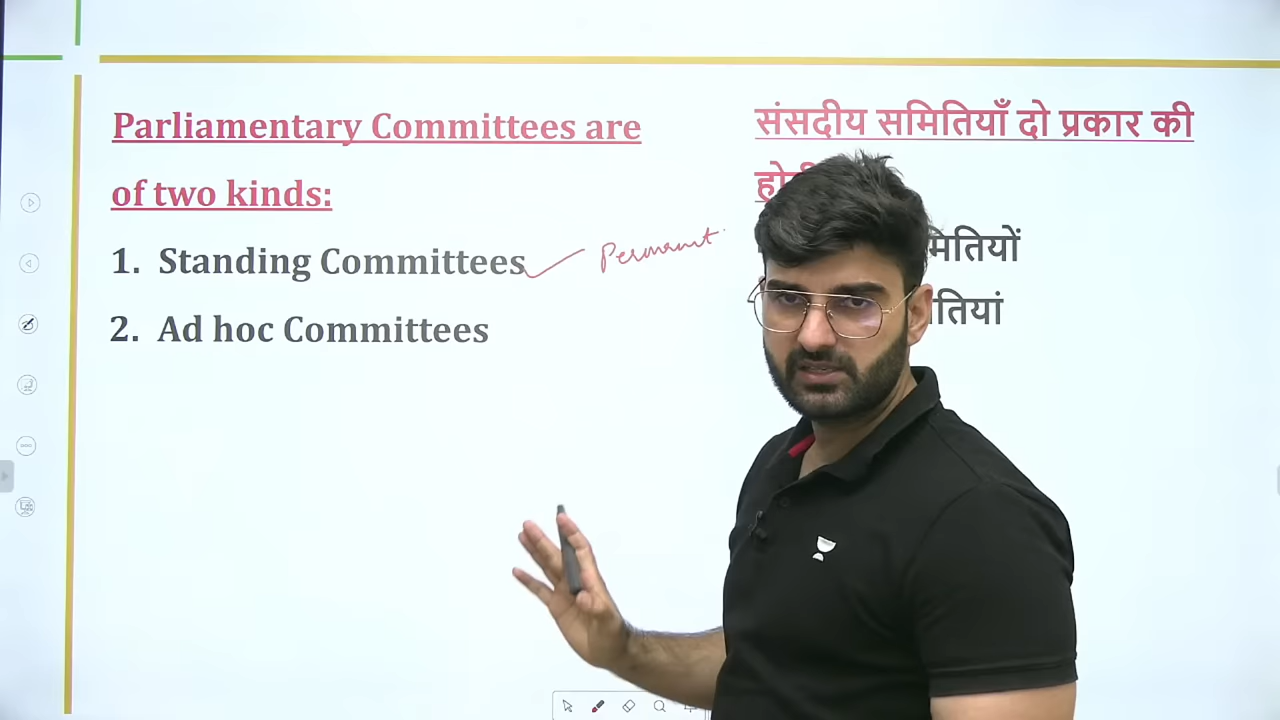 Parliamentary Committees are
of two kinds:
1. Standing Committees
Permanent.
2. Ad hoc Committees
संसदीय समितियाँ दो प्रकार की